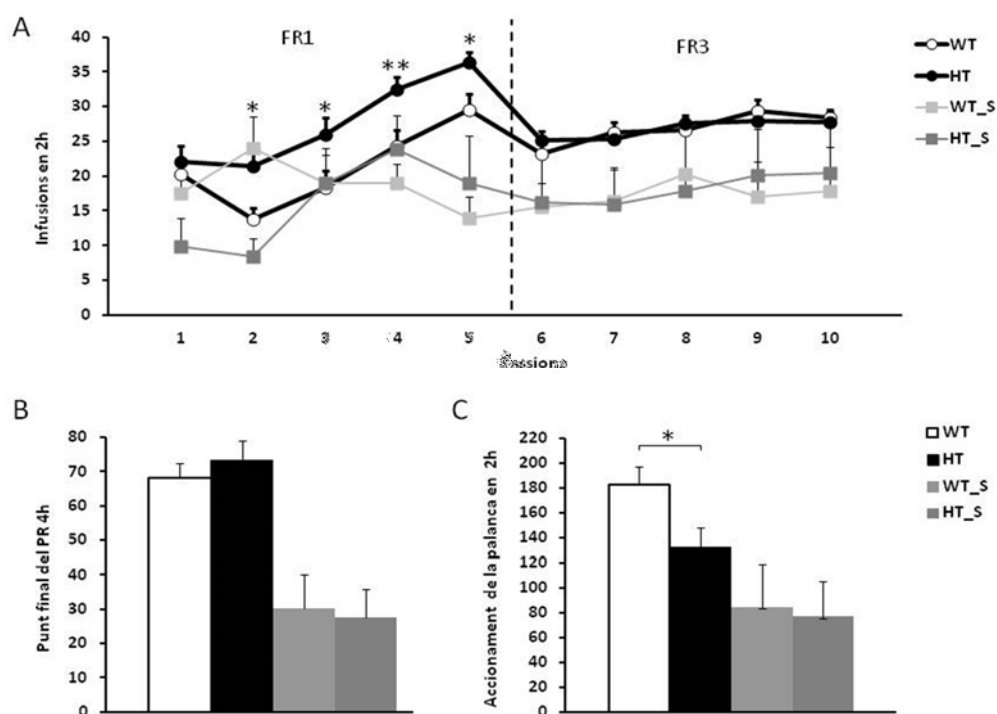 A
FR1
FR3
Infusions en 2h
40
35
30
25
20
15
10
5
0
*
*
**
*
1 2 3 4 5 6 7 8 9 10
WT
HT
WT_S
HT_S
B
Punt final del PR 4h
80
70
60
50
40
30
20
10
0
C
Accionament de la palanca en 2h
220
200
180
160
140
120
100
80
60
40
20
0
*
WT
HT
WT_S
HT_S